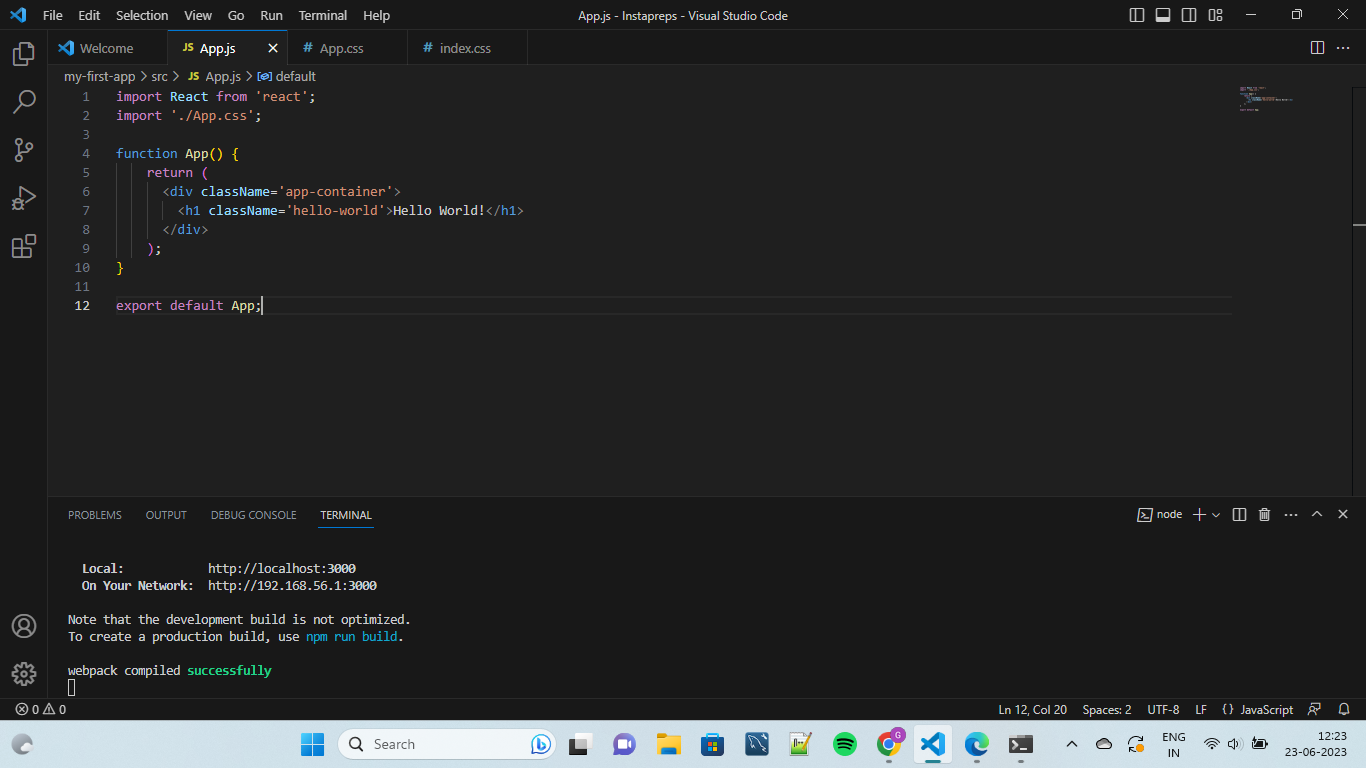 File Edit Selection View Go Run Terminal Help App.js - Instapreps - Visual Studio Code
Welcome JS App.js # App.css # index.css
my-first-app > src > JS App.js > default
1 import React from 'react';
2 import './App.css';
3
4 function App() {
5 return (
6 <div className='app-container'>
7 <h1 className='hello-world'>Hello World!</h1>
8 </div>
9 );
10 }
11
12 export default App;
PROBLEMS OUTPUT DEBUG CONSOLE TERMINAL node
Local: http://localhost:3000
On Your Network: http://192.168.56.1:3000
Note that the development build is not optimized.
To create a production build, use npm run build.
webpack compiled successfully
0 0 Ln 12, Col 20 Spaces: 2 UTF-8 LF {} JavaScript
Search G ENG 12:23
IN 23-06-2023